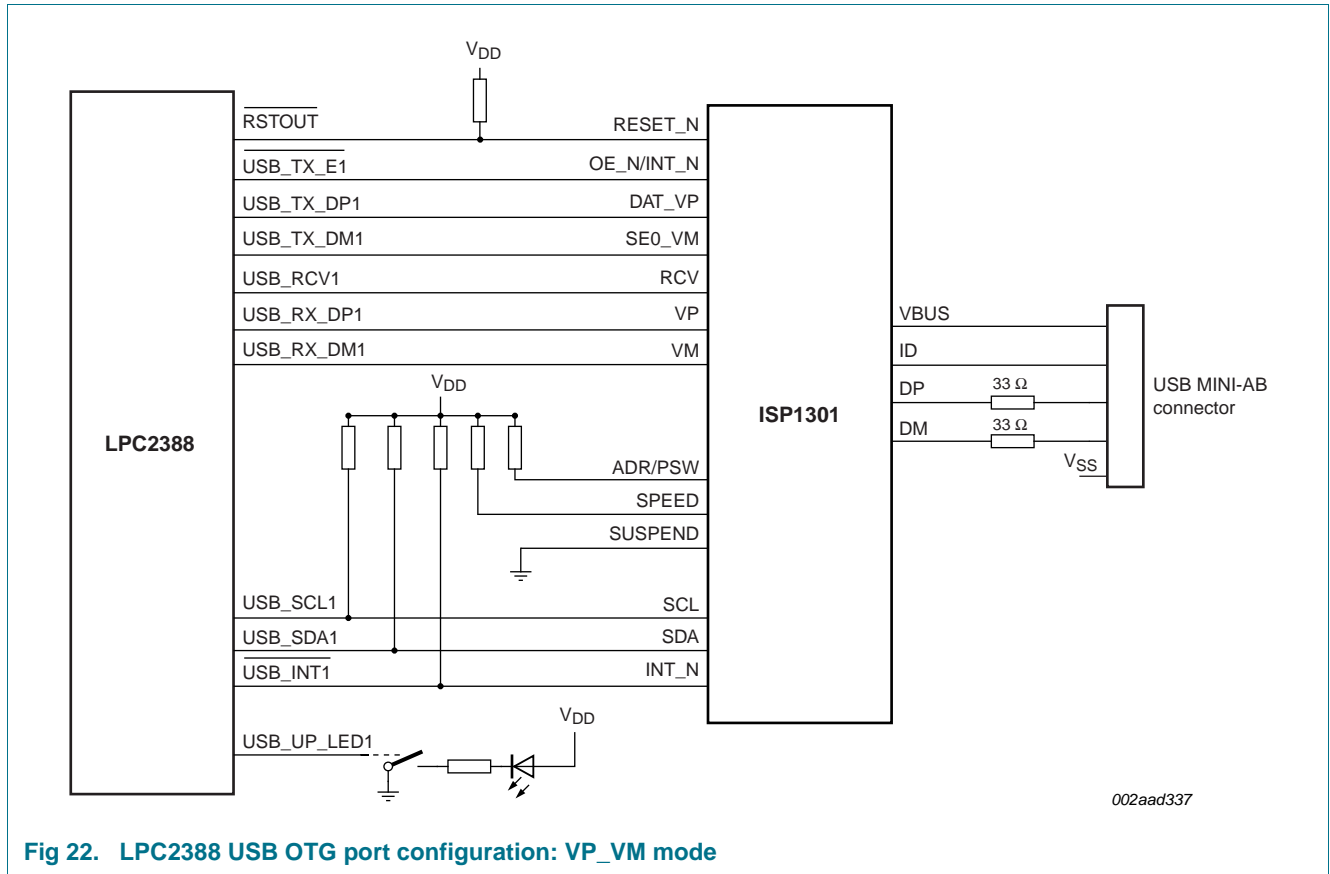 VDD
RSTOUT
RESET_N
USB_TX_E1
OE_N/INT_N
USB_TX_DP1
DAT_VP
USB_TX_DM1
SE0_VM
USB_RCV1
RCV
USB_RX_DP1
VP
USB_RX_DM1
VM
VBUS
ID
DP
33 Ω
DM
33 Ω
VSS
USB MINI-AB
connector
VDD
LPC2388
ISP1301
ADR/PSW
SPEED
SUSPEND
USB_SCL1
SCL
USB_SDA1
SDA
USB_INT1
INT_N
VDD
USB_UP_LED1
002aad337
Fig 22. LPC2388 USB OTG port configuration: VP_VM mode